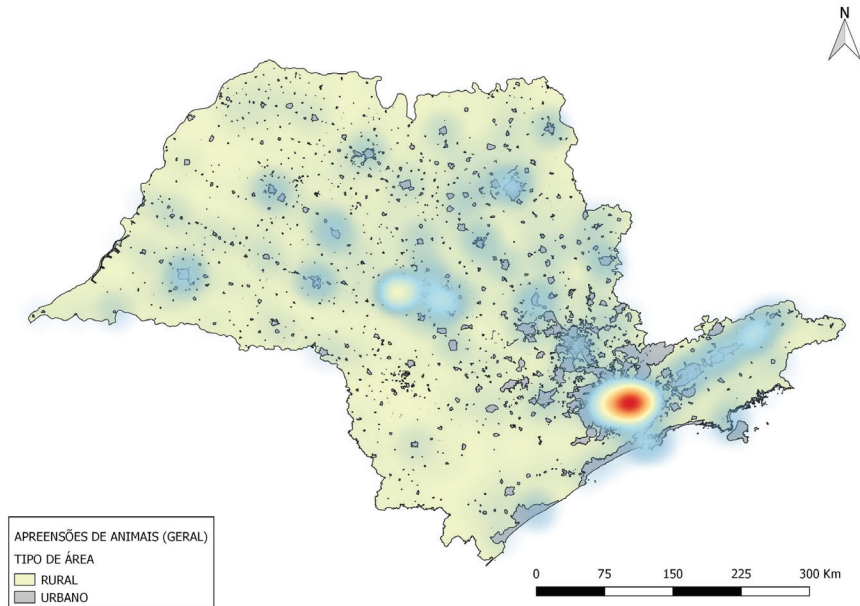 N
APREENSÕES DE ANIMAIS (GERAL)
TIPO DE ÁREA
RURAL
URBANO
0 75 150 225 300 Km